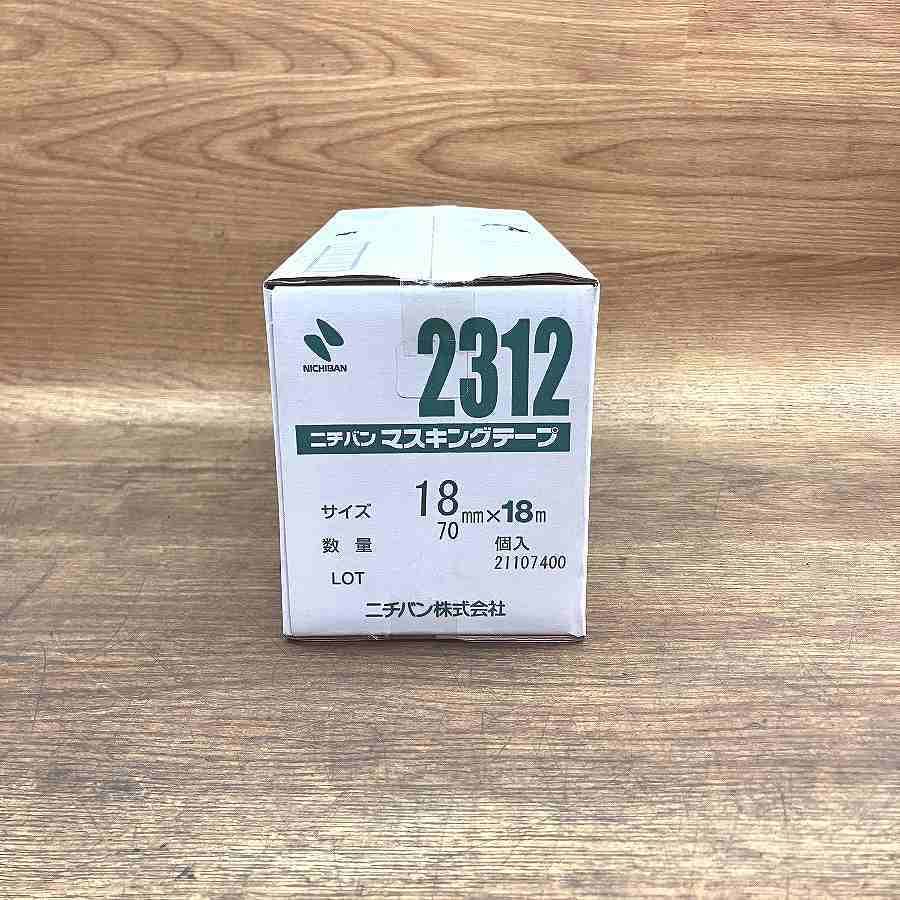 2312
NICHIBAN
ニチバン マスキングテープ
サイズ 18mm×18m
数量 70 個入
LOT 21107400
ニチバン株式会社